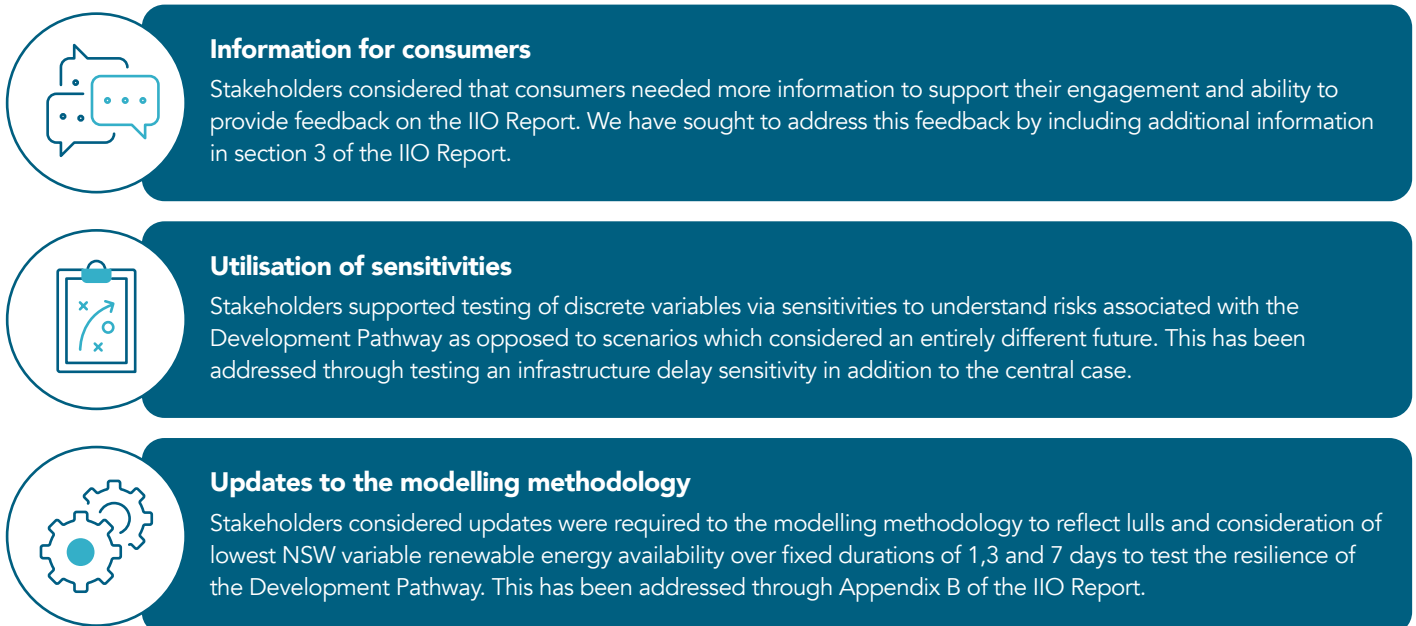 Information for consumers
Stakeholders considered that consumers needed more information to support their engagement and ability to
provide feedback on the IIO Report. We have sought to address this feedback by including additional information
in section 3 of the IIO Report.
Utilisation of sensitivities
Stakeholders supported testing of discrete variables via sensitivities to understand risks associated with the
Development Pathway as opposed to scenarios which considered an entirely different future. This has been
addressed through testing an infrastructure delay sensitivity in addition to the central case.
Updates to the modelling methodology
Stakeholders considered updates were required to the modelling methodology to reflect lulls and consideration of
lowest NSW variable renewable energy availability over fixed durations of 1,3 and 7 days to test the resilience of
the Development Pathway. This has been addressed through Appendix B of the IIO Report.